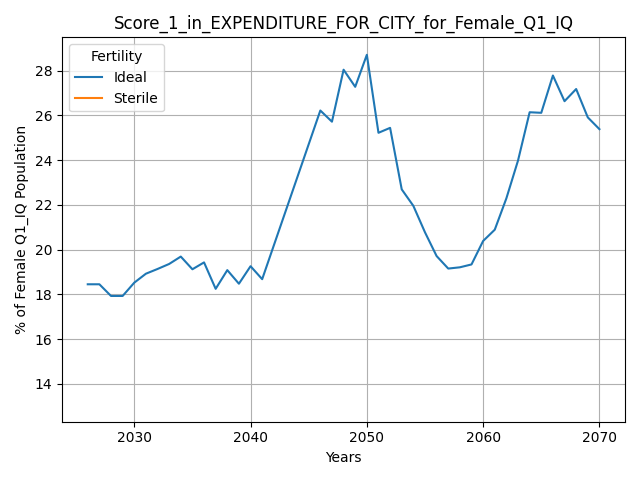 Score_1_in_EXPENDITURE_FOR_CITY_for_Female_Q1_IQ
Fertility
Ideal
Sterile
% of Female Q1_IQ Population
28
26
24
22
20
18
16
14
2030 2040 2050 2060 2070
Years